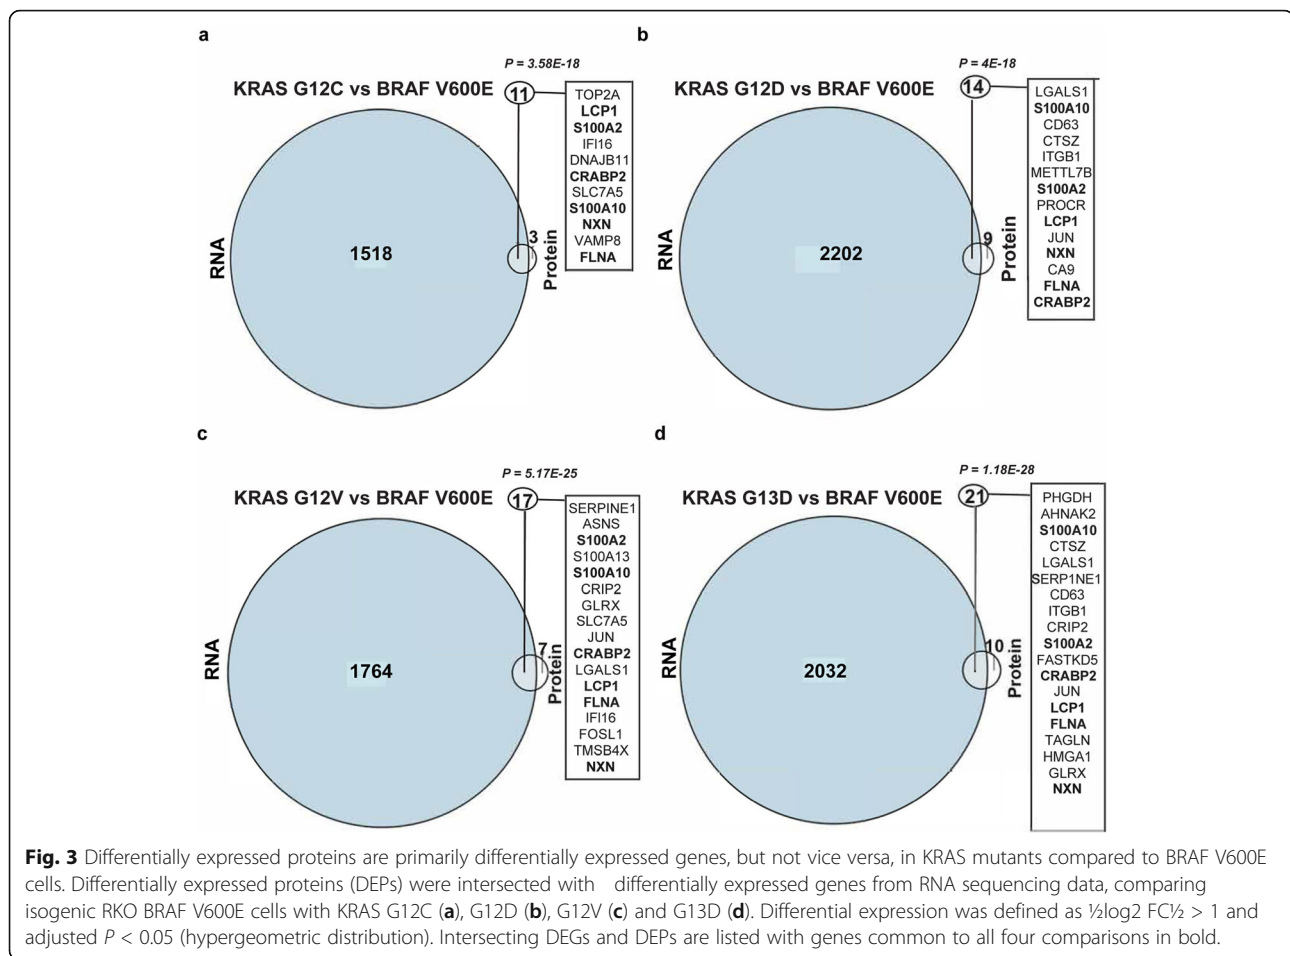 a
P = 3.58E-18
KRAS G12C vs BRAF V600E
11
TOP2A
LCP1
S100A2
IFI16
DNAJB11
CRABP2
SLC7A5
S100A10
NXN
VAMP8
FLNA
RNA
1518
3
Protein
b
P = 4E-18
KRAS G12D vs BRAF V600E
14
LGALS1
S100A10
CD63
CTSZ
ITGB1
METTL7B
S100A2
PROCR
LCP1
JUN
NXN
CA9
FLNA
CRABP2
RNA
2202
9
Protein
c
P = 5.17E-25
KRAS G12V vs BRAF V600E
17
SERPINE1
ASNS
S100A2
S100A13
S100A10
CRIP2
GLRX
SLC7A5
JUN
CRABP2
LGALS1
LCP1
FLNA
IFI16
FOSL1
TMSB4X
NXN
RNA
1764
7
Protein
d
P = 1.18E-28
KRAS G13D vs BRAF V600E
21
PHGDH
AHNAK2
S100A10
CTSZ
LGALS1
SERP1NE1
CD63
ITGB1
CRIP2
S100A2
FASTKD5
CRABP2
JUN
LCP1
FLNA
TAGLN
HMGA1
GLRX
NXN
RNA
2032
10
Protein
Fig. 3 Differentially expressed proteins are primarily differentially expressed genes, but not vice versa, in KRAS mutants compared to BRAF V600E
cells. Differentially expressed proteins (DEPs) were intersected with differentially expressed genes from RNA sequencing data, comparing
isogenic RKO BRAF V600E cells with KRAS G12C (a), G12D (b), G12V (c) and G13D (d). Differential expression was defined as ½log2 FC½ > 1 and
adjusted P < 0.05 (hypergeometric distribution). Intersecting DEGs and DEPs are listed with genes common to all four comparisons in bold.